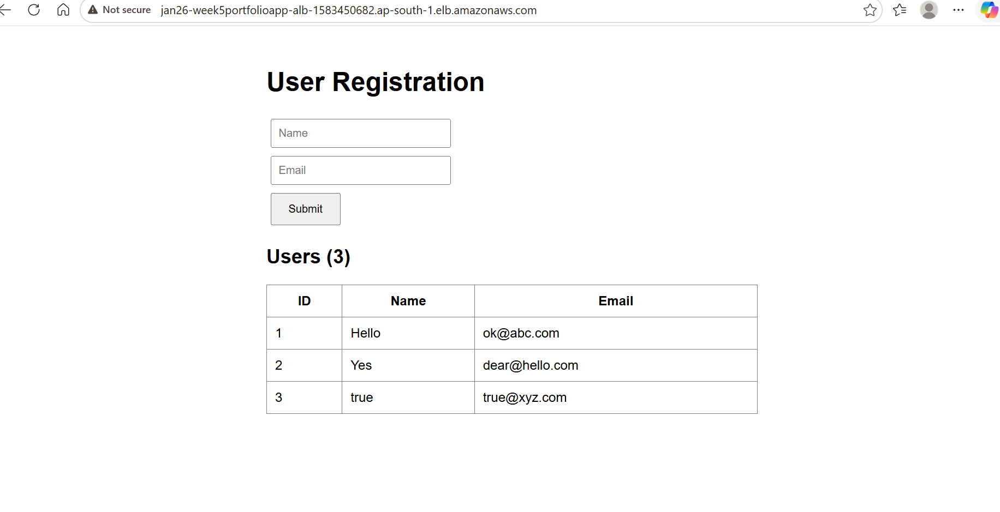 Not secure jan26-week5portfolioapp-alb-1583450682.ap-south-1.elb.amazonaws.com
User Registration
Name
Email
Submit
Users (3)
ID Name Email
1 Hello ok@abc.com
2 Yes dear@hello.com
3 true true@xyz.com